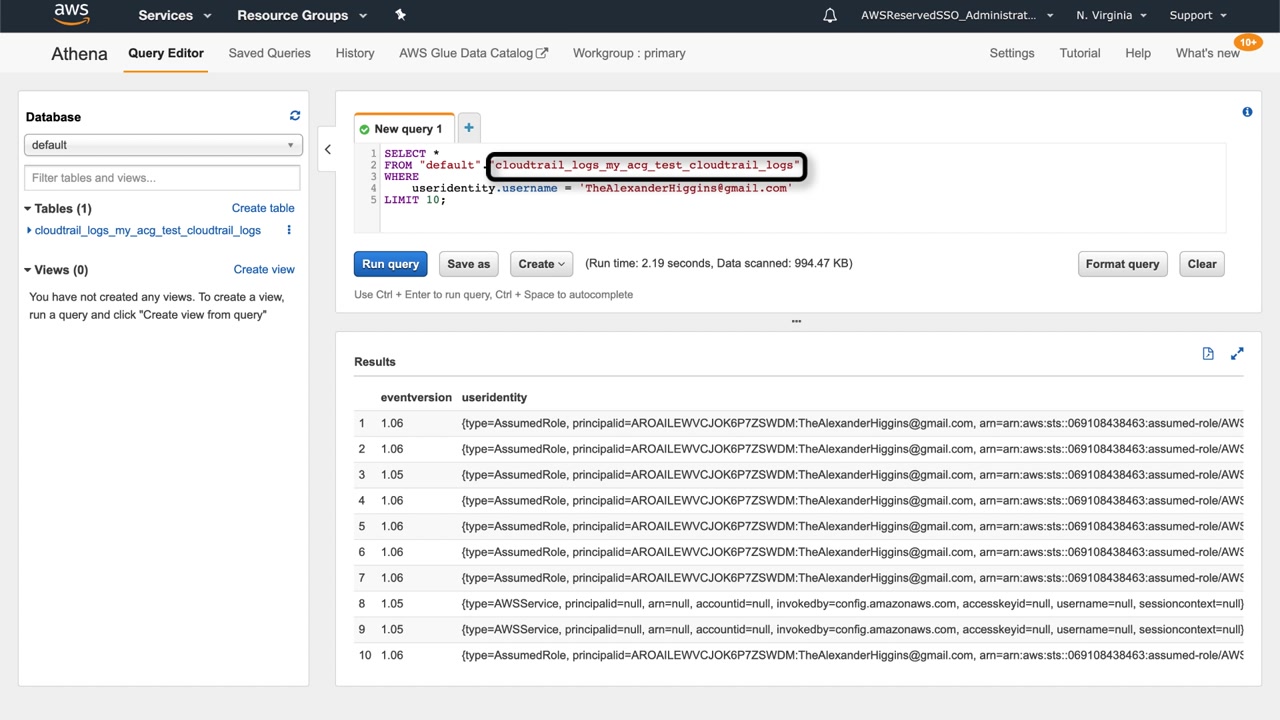 aws
Services
Resource Groups
AWSReservedSSO_Administrat...
N. Virginia
Support
Athena
Query Editor
Saved Queries
History
AWS Glue Data Catalog
Workgroup : primary
Settings
Tutorial
Help
What's new
10+
Database
default
Filter tables and views...
Tables (1)
Create table
cloudtrail_logs_my_acg_test_cloudtrail_logs
Views (0)
Create view
You have not created any views. To create a view,
run a query and click "Create view from query"
New query 1
1 SELECT *
2 FROM "default"."cloudtrail_logs_my_acg_test_cloudtrail_logs"
3 WHERE
4 useridentity.username = 'TheAlexanderHiggins@gmail.com'
5 LIMIT 10;
Run query
Save as
Create
(Run time: 2.19 seconds, Data scanned: 994.47 KB)
Format query
Clear
Use Ctrl + Enter to run query, Ctrl + Space to autocomplete
Results
eventversion useridentity
1 1.06 {type=AssumedRole, principalid=AROAILEWVCJOK6P7ZSWDM:TheAlexanderHiggins@gmail.com, arn=arn:aws:sts::069108438463:assumed-role/AWS
2 1.06 {type=AssumedRole, principalid=AROAILEWVCJOK6P7ZSWDM:TheAlexanderHiggins@gmail.com, arn=arn:aws:sts::069108438463:assumed-role/AWS
3 1.05 {type=AssumedRole, principalid=AROAILEWVCJOK6P7ZSWDM:TheAlexanderHiggins@gmail.com, arn=arn:aws:sts::069108438463:assumed-role/AWS
4 1.06 {type=AssumedRole, principalid=AROAILEWVCJOK6P7ZSWDM:TheAlexanderHiggins@gmail.com, arn=arn:aws:sts::069108438463:assumed-role/AWS
5 1.06 {type=AssumedRole, principalid=AROAILEWVCJOK6P7ZSWDM:TheAlexanderHiggins@gmail.com, arn=arn:aws:sts::069108438463:assumed-role/AWS
6 1.06 {type=AssumedRole, principalid=AROAILEWVCJOK6P7ZSWDM:TheAlexanderHiggins@gmail.com, arn=arn:aws:sts::069108438463:assumed-role/AWS
7 1.06 {type=AssumedRole, principalid=AROAILEWVCJOK6P7ZSWDM:TheAlexanderHiggins@gmail.com, arn=arn:aws:sts::069108438463:assumed-role/AWS
8 1.05 {type=AWSService, principalid=null, arn=null, accountid=null, invokedby=config.amazonaws.com, accesskeyid=null, username=null, sessioncontext=null}
9 1.05 {type=AWSService, principalid=null, arn=null, accountid=null, invokedby=config.amazonaws.com, accesskeyid=null, username=null, sessioncontext=null}
10 1.06 {type=AssumedRole, principalid=AROAILEWVCJOK6P7ZSWDM:TheAlexanderHiggins@gmail.com, arn=arn:aws:sts::069108438463:assumed-role/AWS